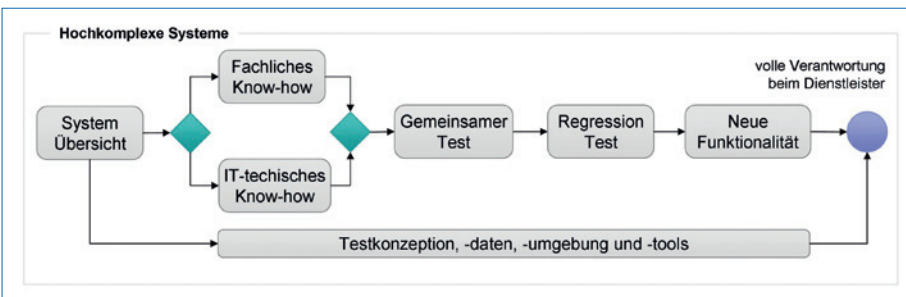 Hochkomplexe Systeme
volle Verantwortung
beim Dienstleister
Fachliches
Know-how
System
Übersicht
Gemeinsamer
Test
Regression
Test
Neue
Funktionalität
IT-techisches
Know-how
Testkonzeption, -daten, -umgebung und -tools